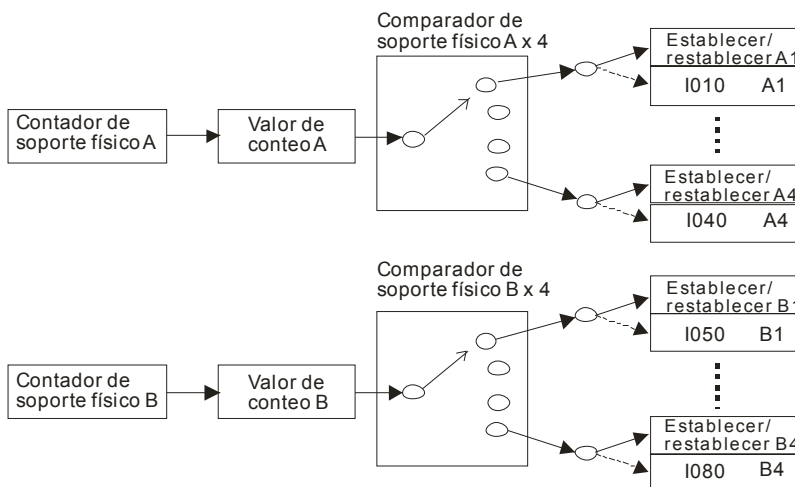 Comparador de
soporte físico A x 4
Establecer/
restablecer A1
I010 A1
Contador de
soporte físico A
Valor de
conteo A
Establecer/
restablecer A4
I040 A4
Comparador de
soporte físico B x 4
Establecer/
restablecer B1
I050 B1
Contador de
soporte físico B
Valor de
conteo B
Establecer/
restablecer B4
I080 B4